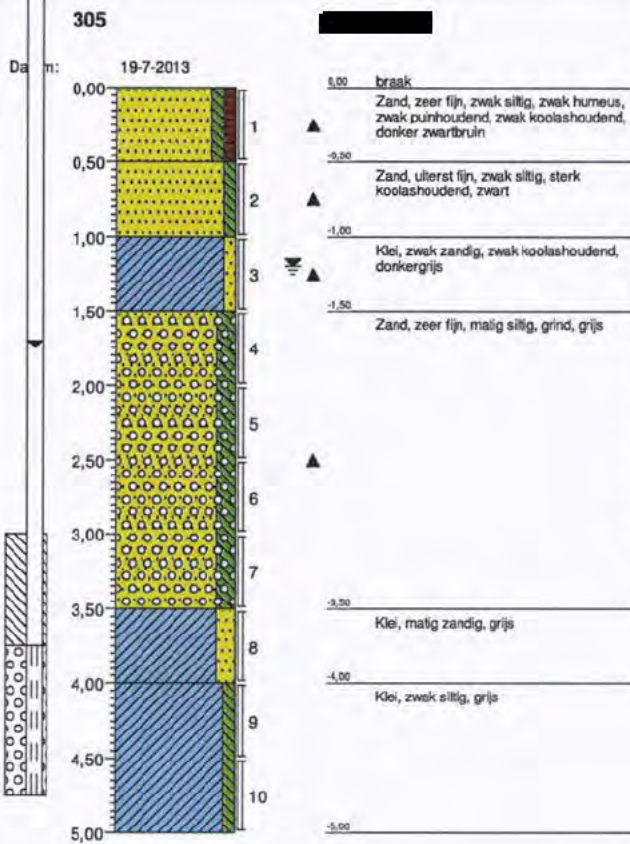 305
Da m: 19-7-2013
0,00
0,50
1,00
1,50
2,00
2,50
3,00
3,50
4,00
4,50
5,00
1
2
3
4
5
6
7
8
9
10
0,00 braak
Zand, zeer fijn, zwak siltig, zwak humeus,
zwak puinhoudend, zwak koolashoudend,
donker zwartbruin
-0,50
Zand, uiterst fijn, zwak siltig, sterk
koolashoudend, zwart
-1,00
Klei, zwak zandig, zwak koolashoudend,
donkergrijs
-1,50
Zand, zeer fijn, matig siltig, grind, grijs
-3,50
Klei, matig zandig, grijs
-4,00
Klei, zwak siltig, grijs
-5,00